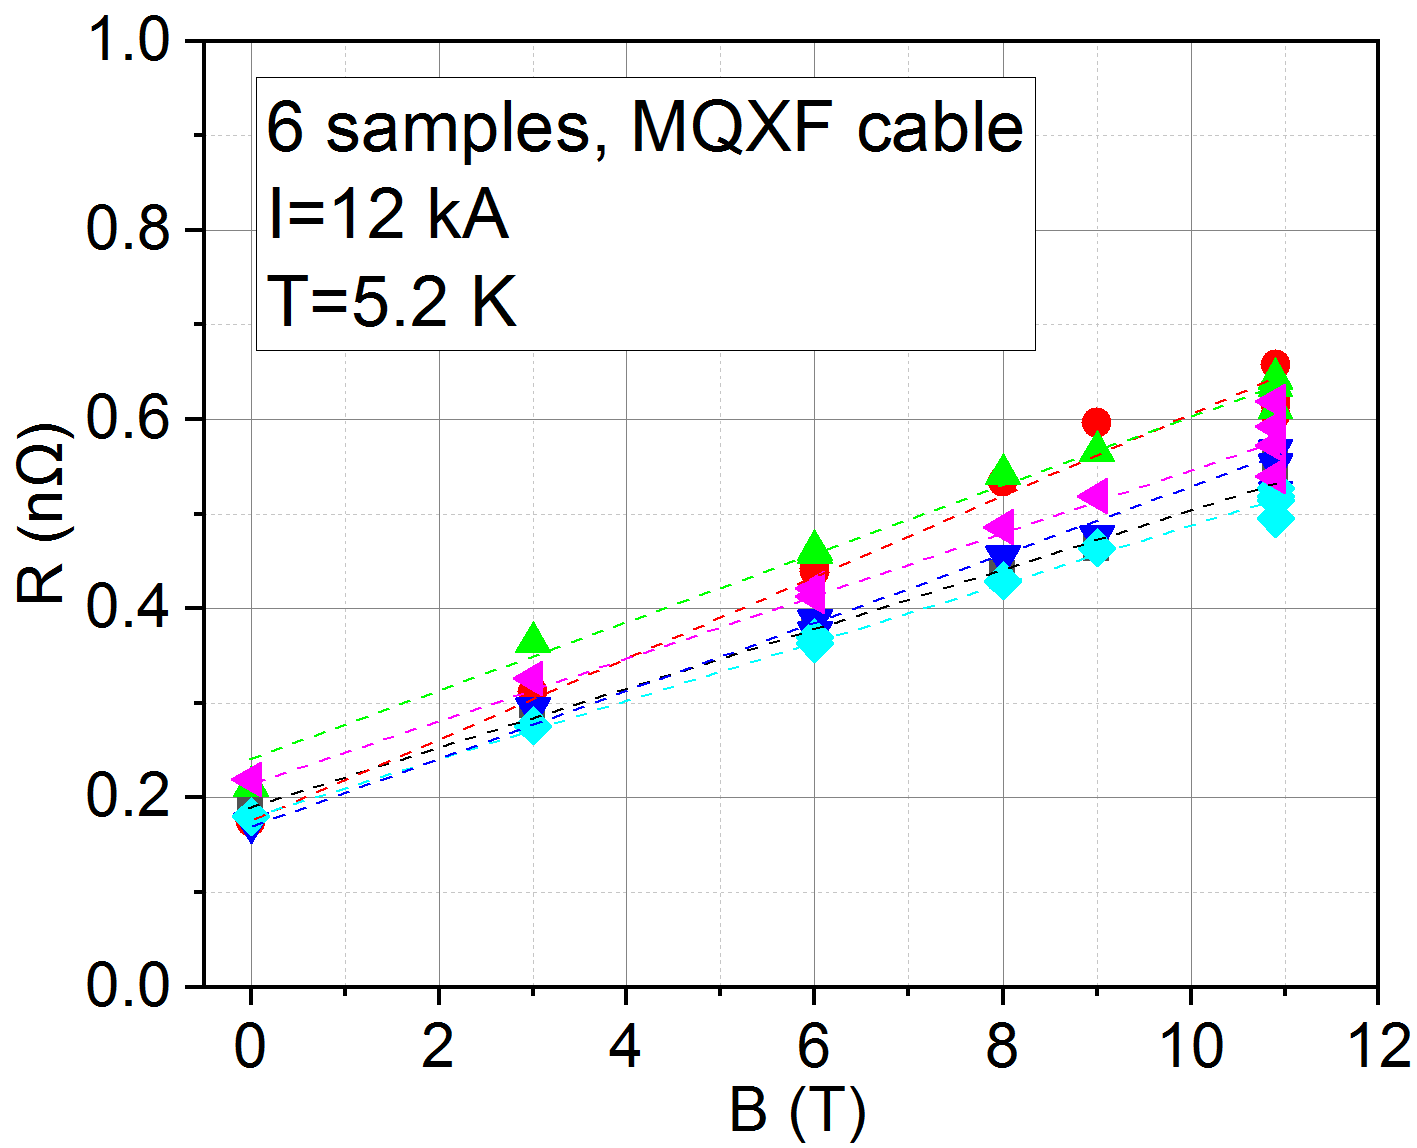 1.0
0.8
0.6
0.4
0.2
0.0
R (nΩ)
6 samples, MQXF cable
I=12 kA
T=5.2 K
0 2 4 6 8 10 12
B (T)